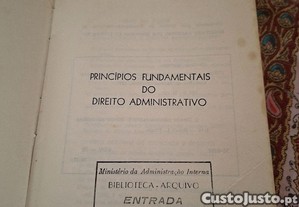 PRINCÍPIOS FUNDAMENTAIS
DO
DIREITO ADMINISTRATIVO
Ministério da Administração Interna
BIBLIOTECA - ARQUIVO
ENTRADA
CustoJusto.pt